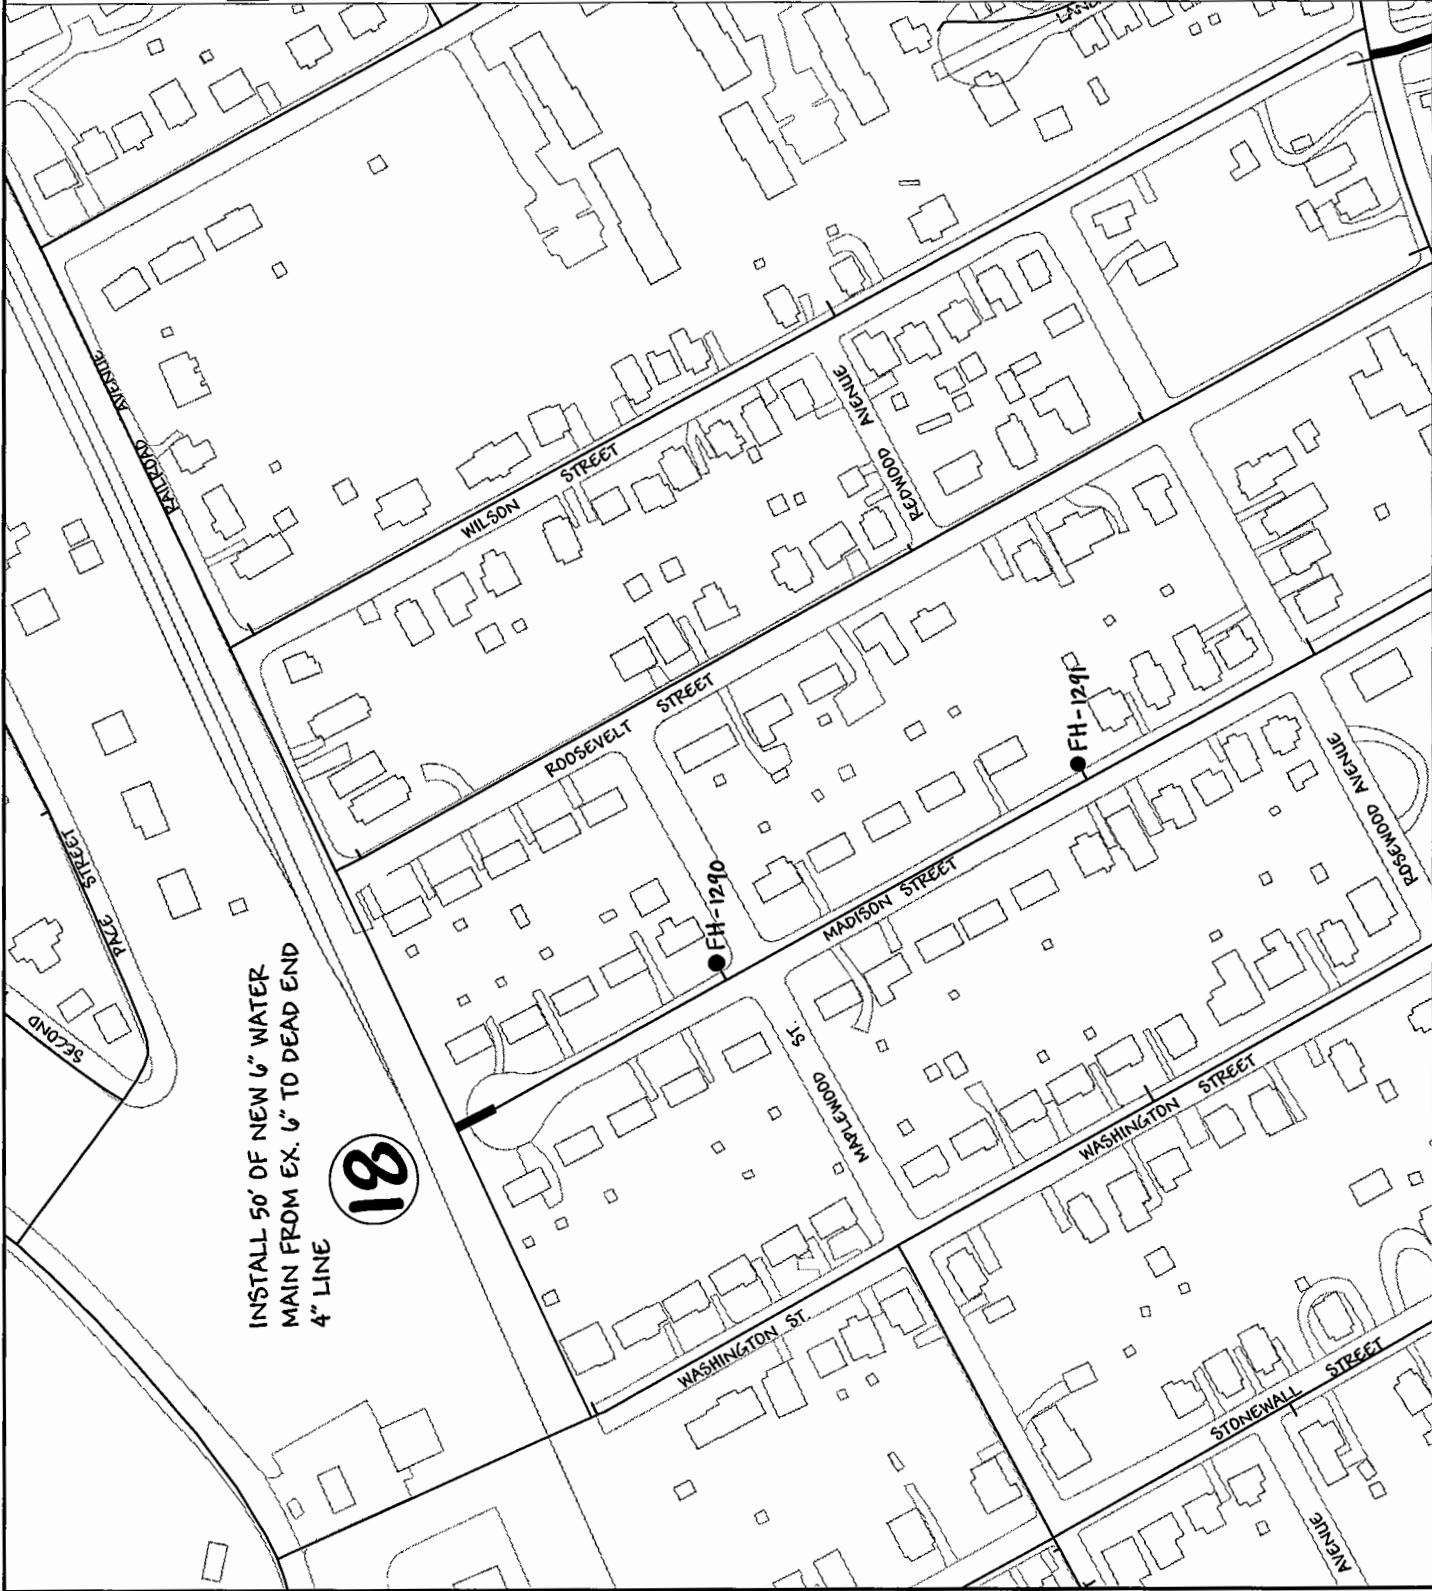 LAN
RAILROAD AVENUE
WILSON STREET
REDWOOD AVENUE
ROOSEVELT STREET
FH-1291
FH-1290
MADISON STREET
ROSEWOOD AVENUE
PACE STREET
SECOND
INSTALL 50' OF NEW 6" WATER
MAIN FROM EX. 6" TO DEAD END
4" LINE
18
MAPLEWOOD ST.
WASHINGTON STREET
WASHINGTON ST.
STONEWALL STREET
AVENUE